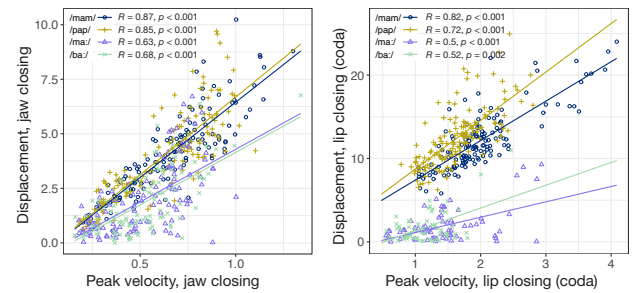 /mam/ R = 0.87, p < 0.001
/pap/ R = 0.85, p < 0.001
/ma:/ R = 0.63, p < 0.001
/ba:/ R = 0.68, p < 0.001
Displacement, jaw closing
10.0
7.5
5.0
2.5
0.0
0.5 1.0
Peak velocity, jaw closing
/mam/ R = 0.82, p < 0.001
/pap/ R = 0.72, p < 0.001
/ma:/ R = 0.5, p < 0.001
/ba:/ R = 0.52, p = 0.002
Displacement, lip closing (coda)
20
10
0
1 2 3 4
Peak velocity, lip closing (coda)